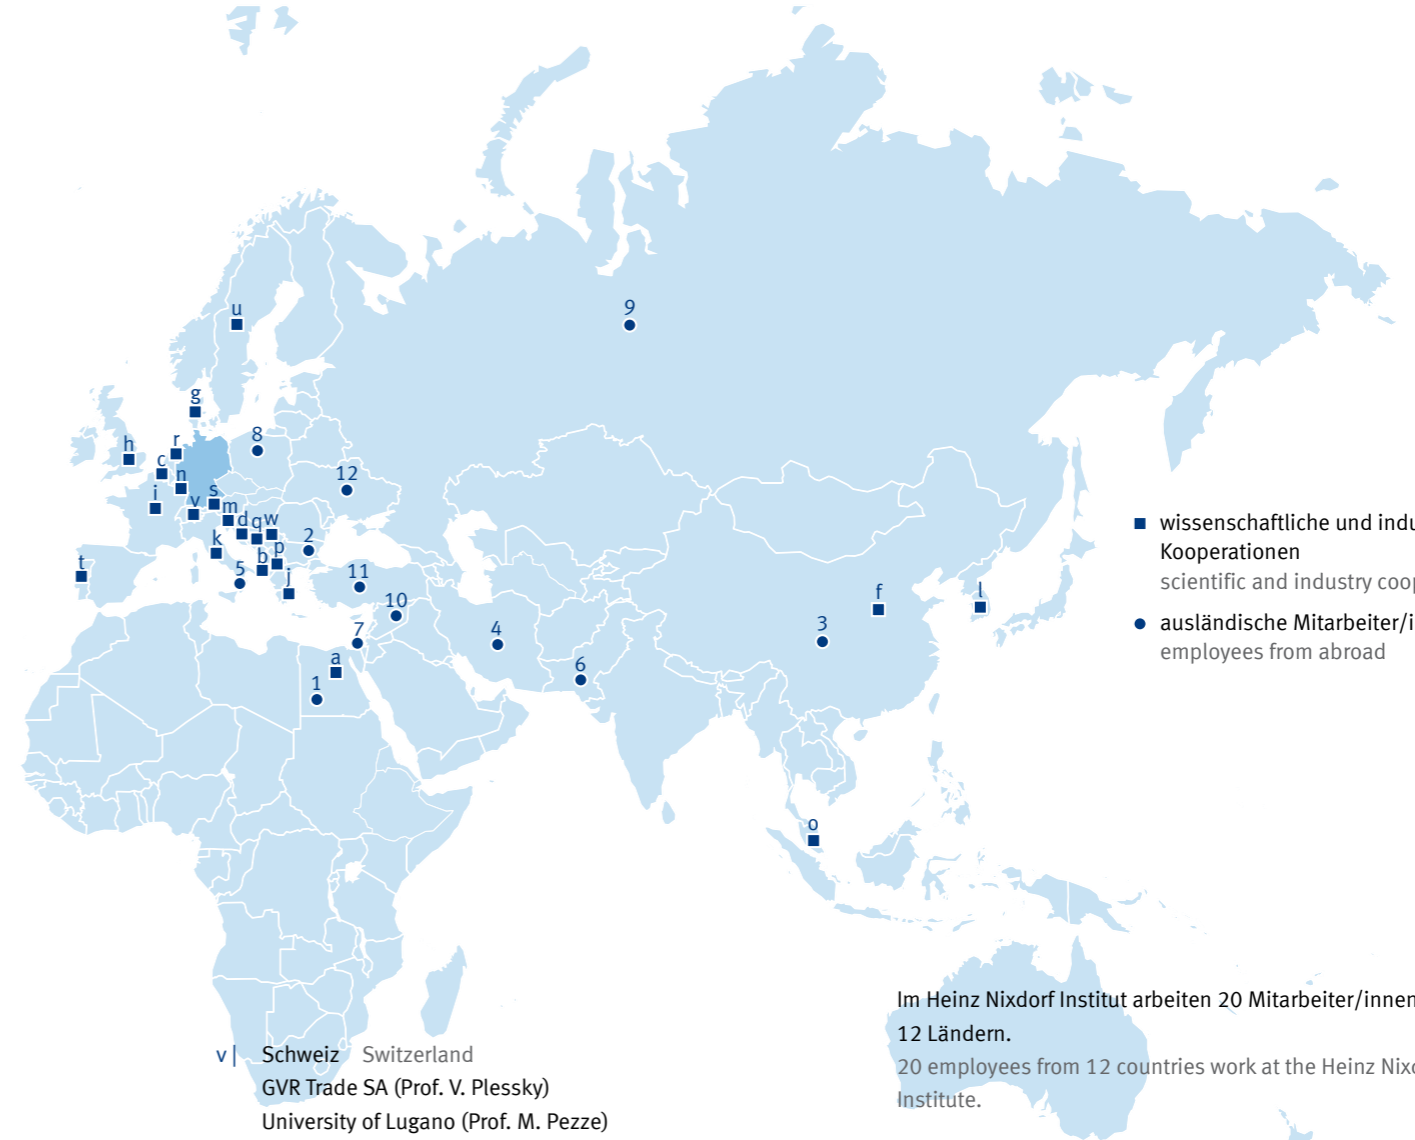 u
9
g
8
h
r
c
n
12
i
v
s
m
d
q
w
2
k
b
p
t
5
j
11
10
f
l
7
4
3
a
6
1
o
■ wissenschaftliche und indu
Kooperationen
scientific and industry coop
● ausländische Mitarbeiter/i
employees from abroad
Im Heinz Nixdorf Institut arbeiten 20 Mitarbeiter/innen
12 Ländern.
20 employees from 12 countries work at the Heinz Nixd
Institute.
v | Schweiz Switzerland
GVR Trade SA (Prof. V. Plessky)
University of Lugano (Prof. M. Pezze)